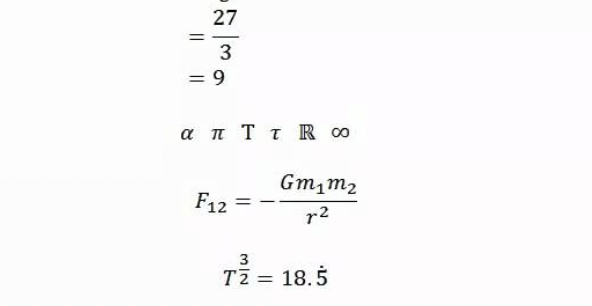 = 27/3
= 9
α π Τ τ ℝ ∞
F₁₂ = −Gm₁m₂/r²
T^(3/2) = 18.5̇